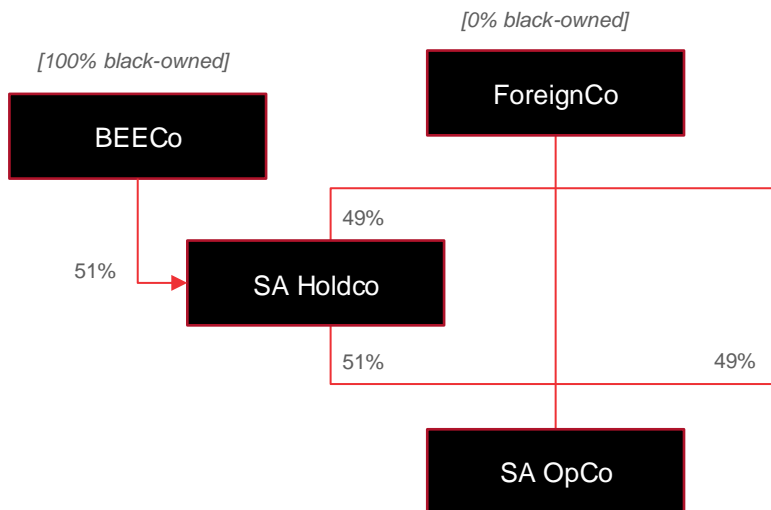 [0% black-owned]
[100% black-owned]
ForeignCo
BEECo
49%
51%
SA Holdco
51%
49%
SA OpCo